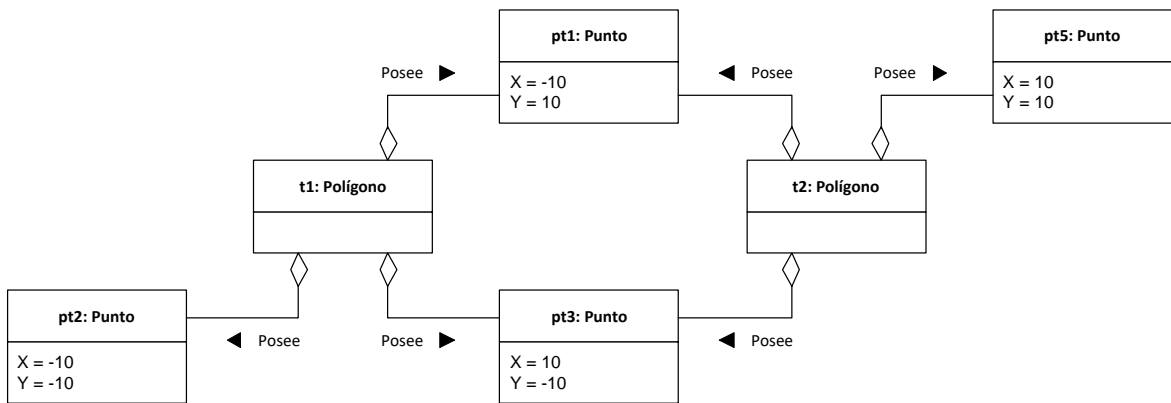 pt1: Punto
X = -10
Y = 10
pt5: Punto
X = 10
Y = 10
Posee
Posee
Posee
t1: Polígono
t2: Polígono
pt2: Punto
X = -10
Y = -10
Posee
Posee
pt3: Punto
X = 10
Y = -10
Posee